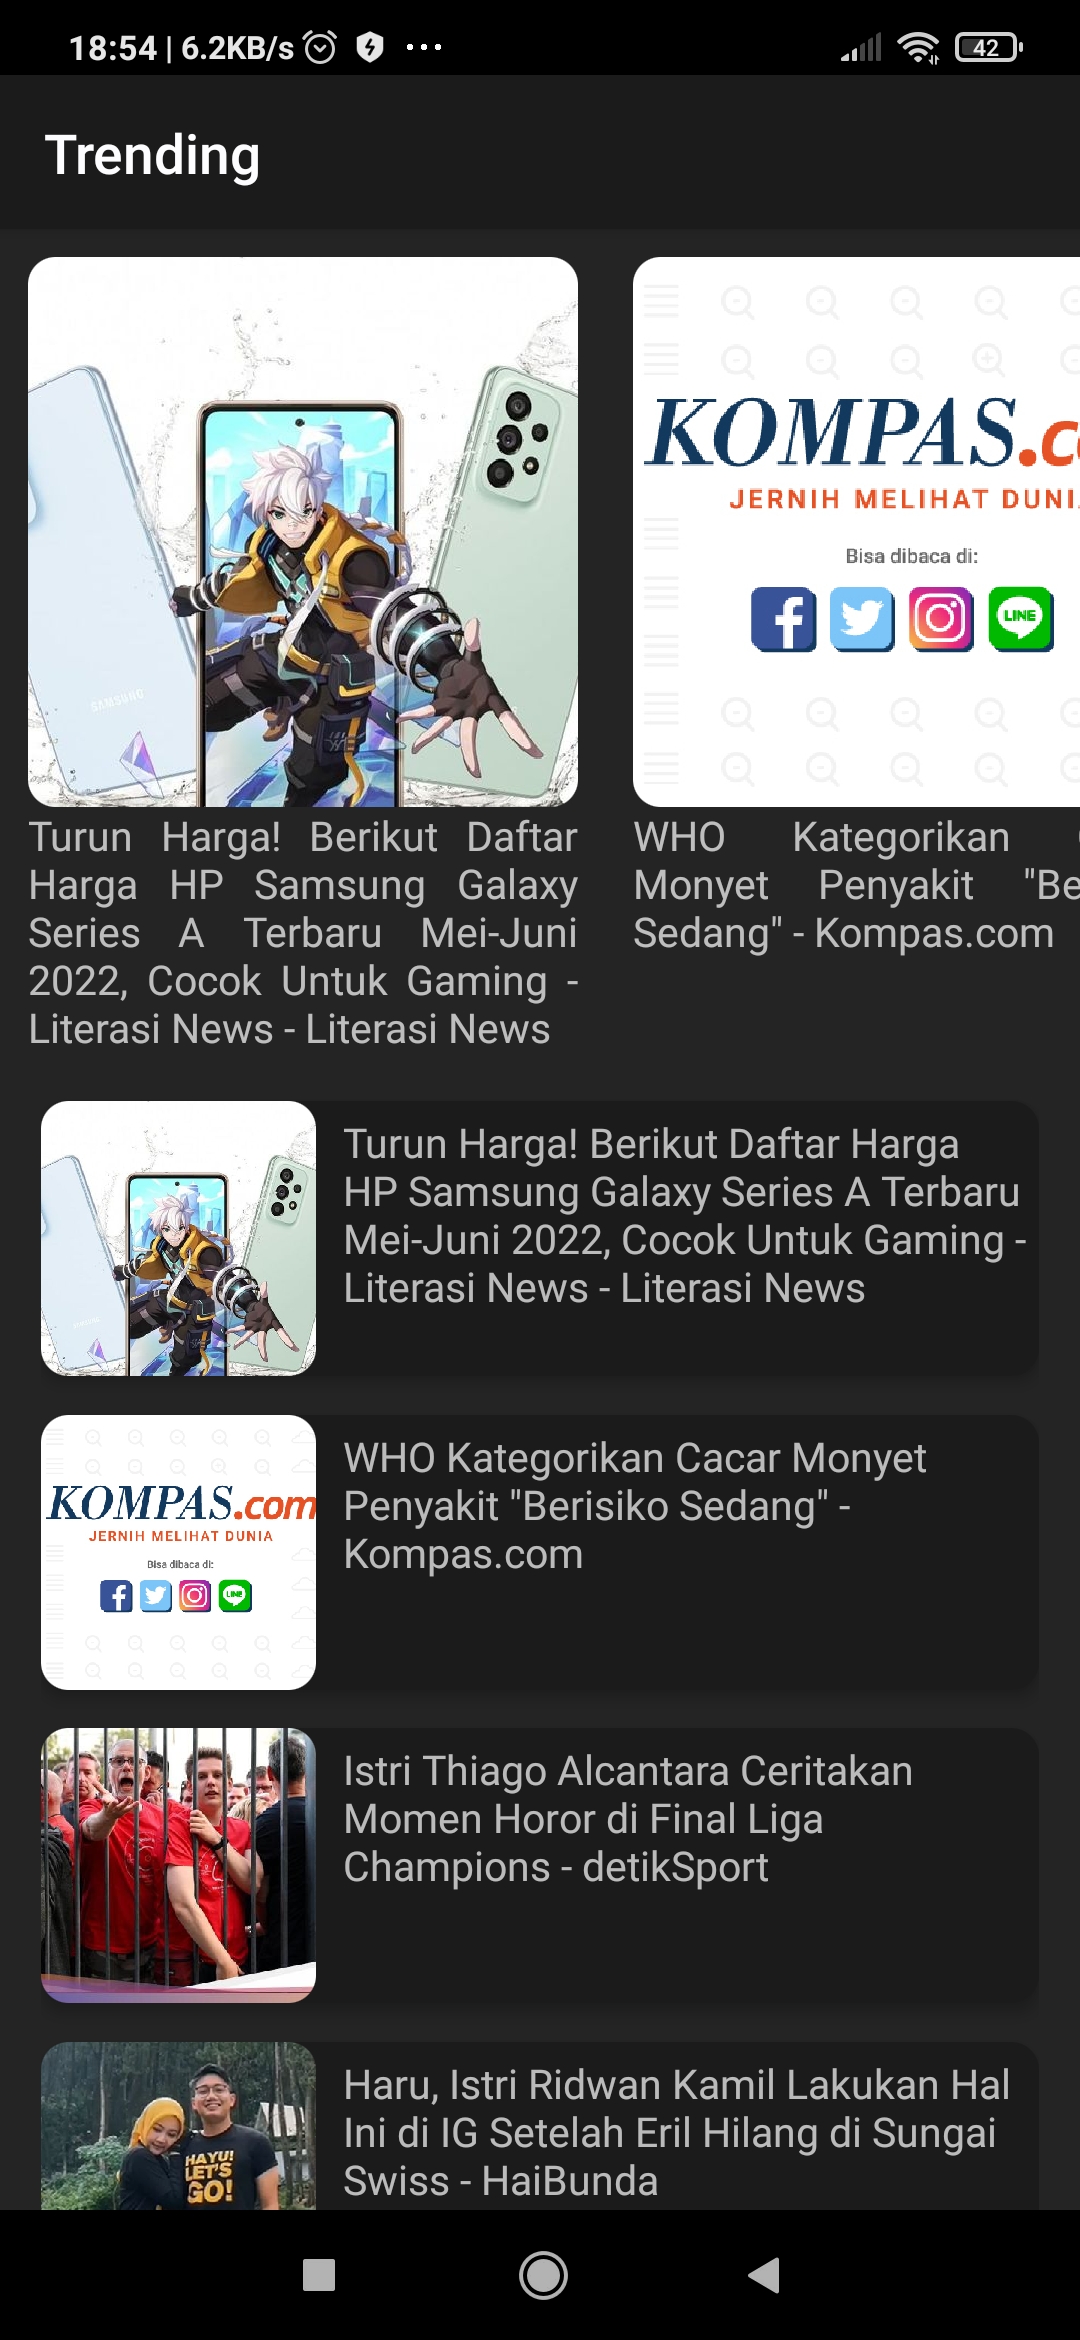 18:54 | 6.2KB/s
42
Trending
SAMSUNG
KOMPAS.c
JERNIH MELIHAT DUNI
Bisa dibaca di:
LINE
Turun Harga! Berikut Daftar
Harga HP Samsung Galaxy
Series A Terbaru Mei-Juni
2022, Cocok Untuk Gaming -
Literasi News - Literasi News
WHO Kategorikan
Monyet Penyakit "Be
Sedang" - Kompas.com
Turun Harga! Berikut Daftar Harga
HP Samsung Galaxy Series A Terbaru
Mei-Juni 2022, Cocok Untuk Gaming -
Literasi News - Literasi News
KOMPAS.com
JERNIH MELIHAT DUNIA
Bisa dibaca di:
LINE
WHO Kategorikan Cacar Monyet
Penyakit "Berisiko Sedang" -
Kompas.com
Istri Thiago Alcantara Ceritakan
Momen Horor di Final Liga
Champions - detikSport
HAYU!
LET'S
GO!
Haru, Istri Ridwan Kamil Lakukan Hal
Ini di IG Setelah Eril Hilang di Sungai
Swiss - HaiBunda